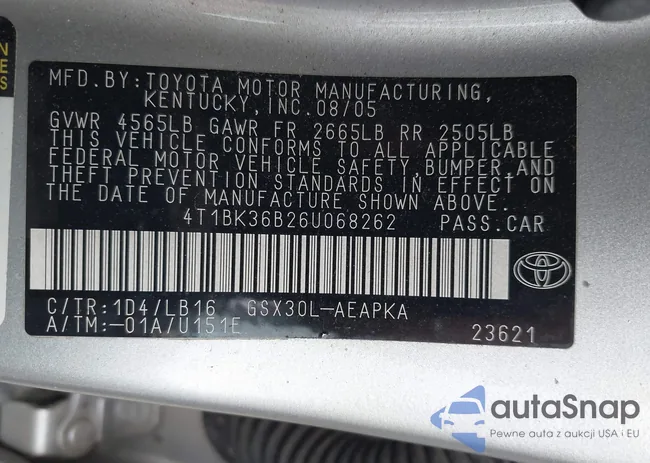 N
E
S
MFD.BY:TOYOTA MOTOR MANUFACTURING,
KENTUCKY,INC.08/05
GVWR 4565LB GAWR FR 2665LB RR 2505LB
THIS VEHICLE CONFORMS TO ALL APPLICABLE
FEDERAL MOTOR VEHICLE SAFETY,BUMPER,AND
THEFT PREVENTION STANDARDS IN EFFECT ON
THE DATE OF MANUFACTURE SHOWN ABOVE.
4T1BK36B26U068262 PASS.CAR
C/TR:1D4/LB16 GSX30L-AEAPKA
A/TM:-01A/U151E 23621
autaSnap
Pewne auta z aukcji USA i EU